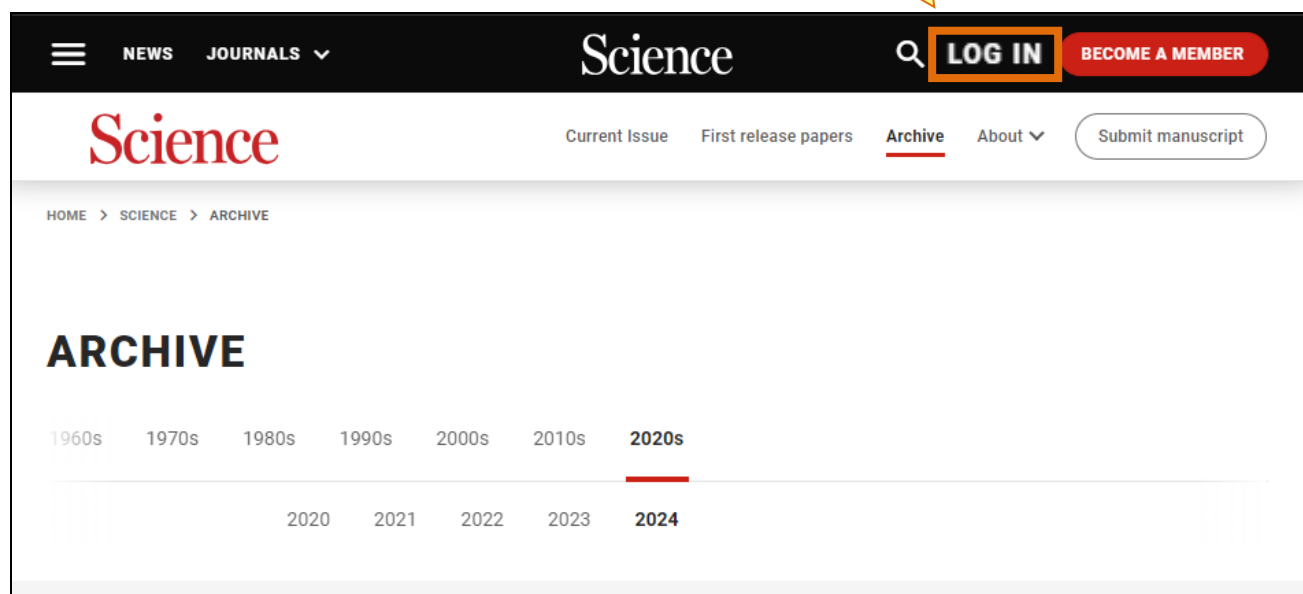 NEWS JOURNALS Science LOG IN BECOME A MEMBER
Science Current Issue First release papers Archive About Submit manuscript
HOME > SCIENCE > ARCHIVE
ARCHIVE
1960s 1970s 1980s 1990s 2000s 2010s 2020s
2020 2021 2022 2023 2024